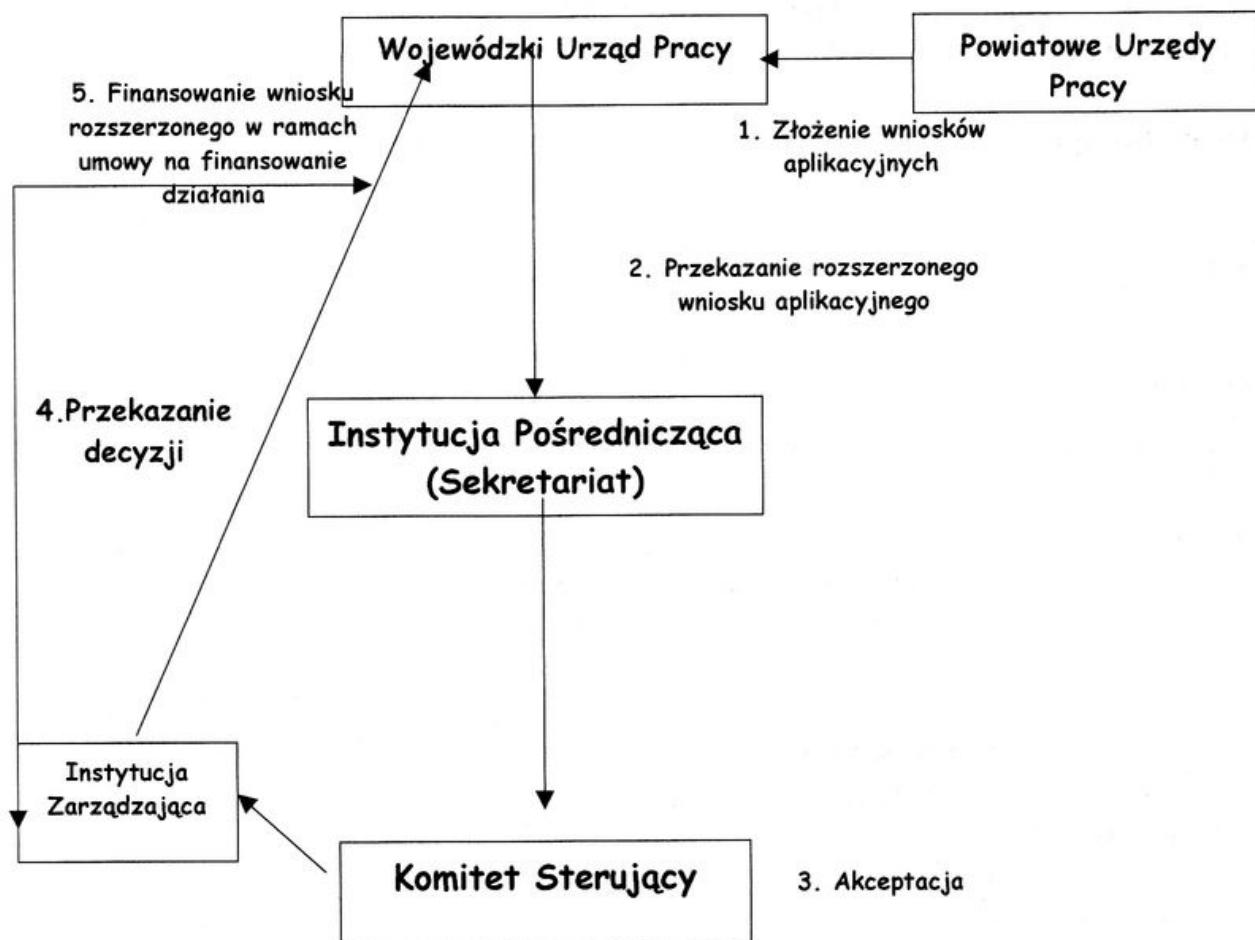 Wojewódzki Urząd Pracy
Powiatowe Urzędy
Pracy
5. Finansowanie wniosku
rozszerzonego w ramach
umowy na finansowanie
działania
1. Złożenie wniosków
aplikacyjnych
2. Przekazanie rozszerzonego
wniosku aplikacyjnego
4.Przekazanie
decyzji
Instytucja Pośrednicząca
(Sekretariat)
Instytucja
Zarządzająca
Komitet Sterujący
3. Akceptacja